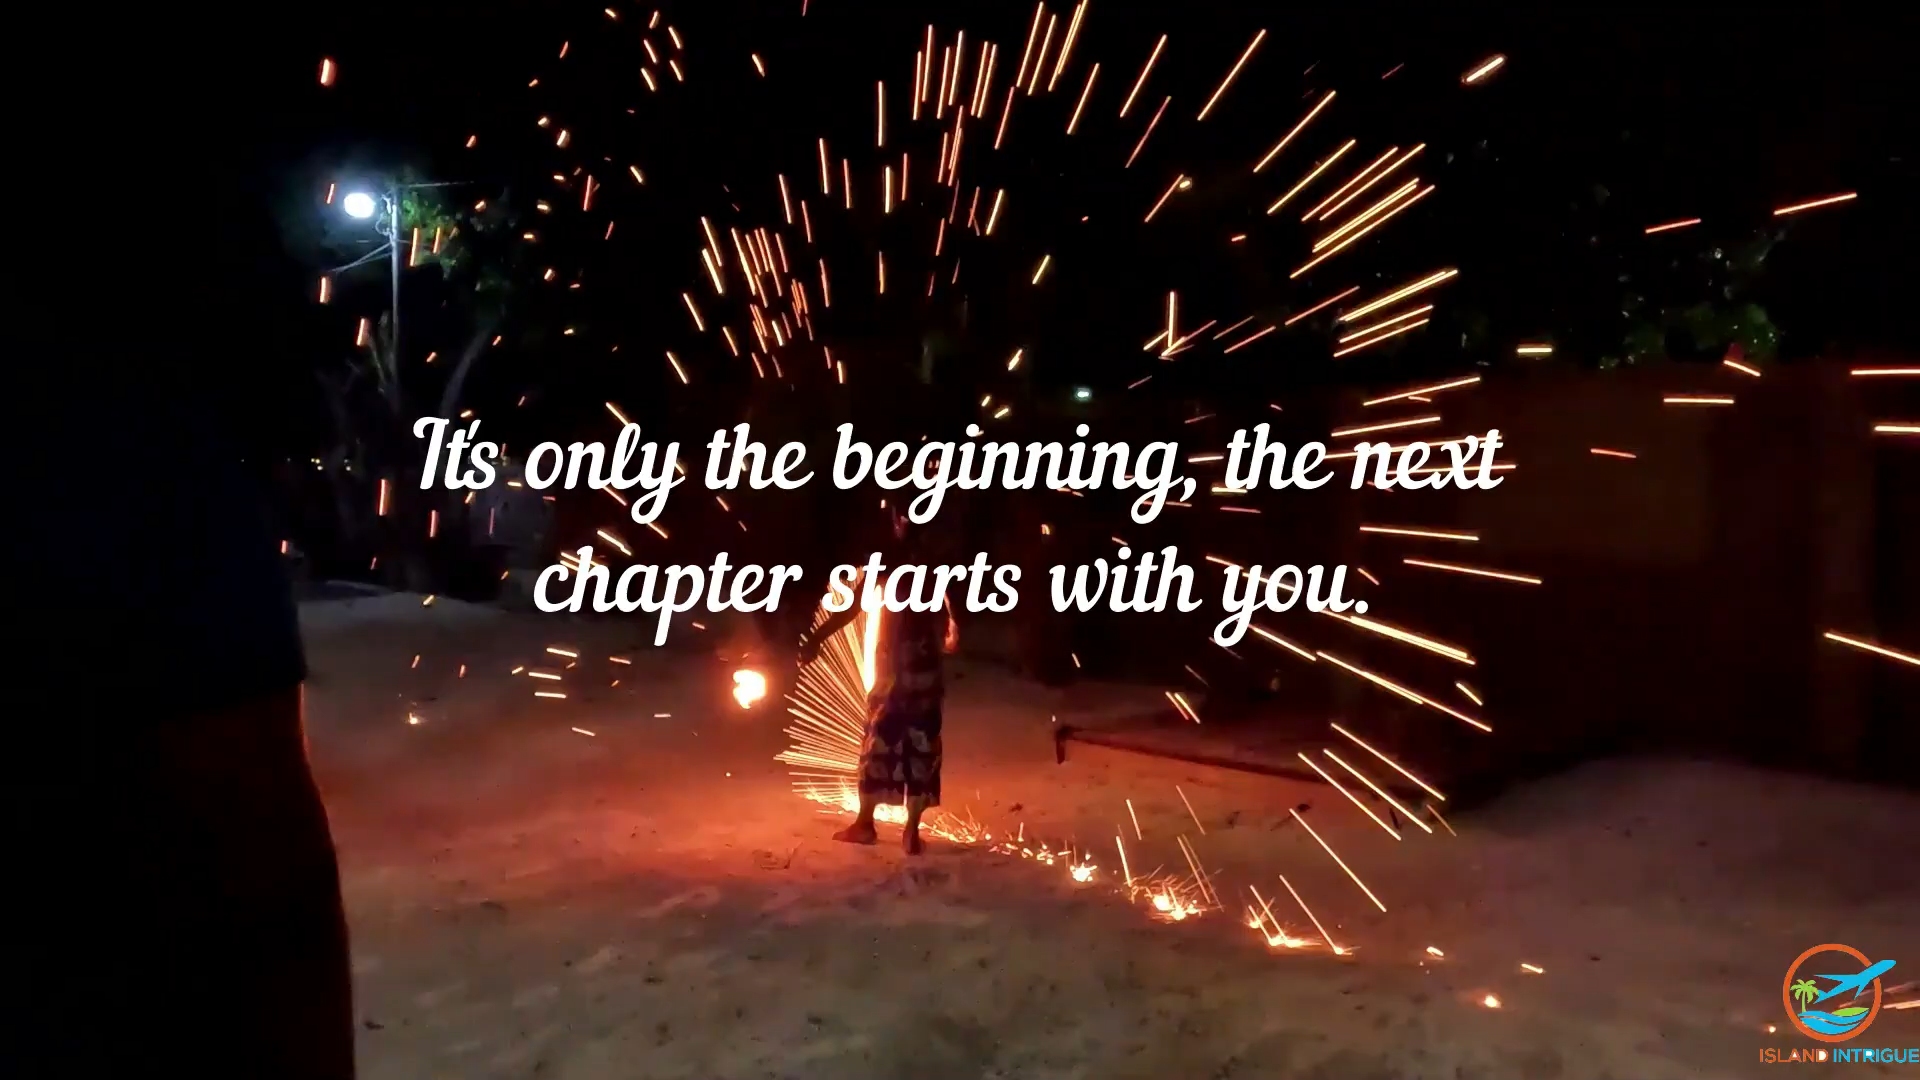 It's only the beginning, the next
chapter starts with you.
ISLAND INTRIGUE